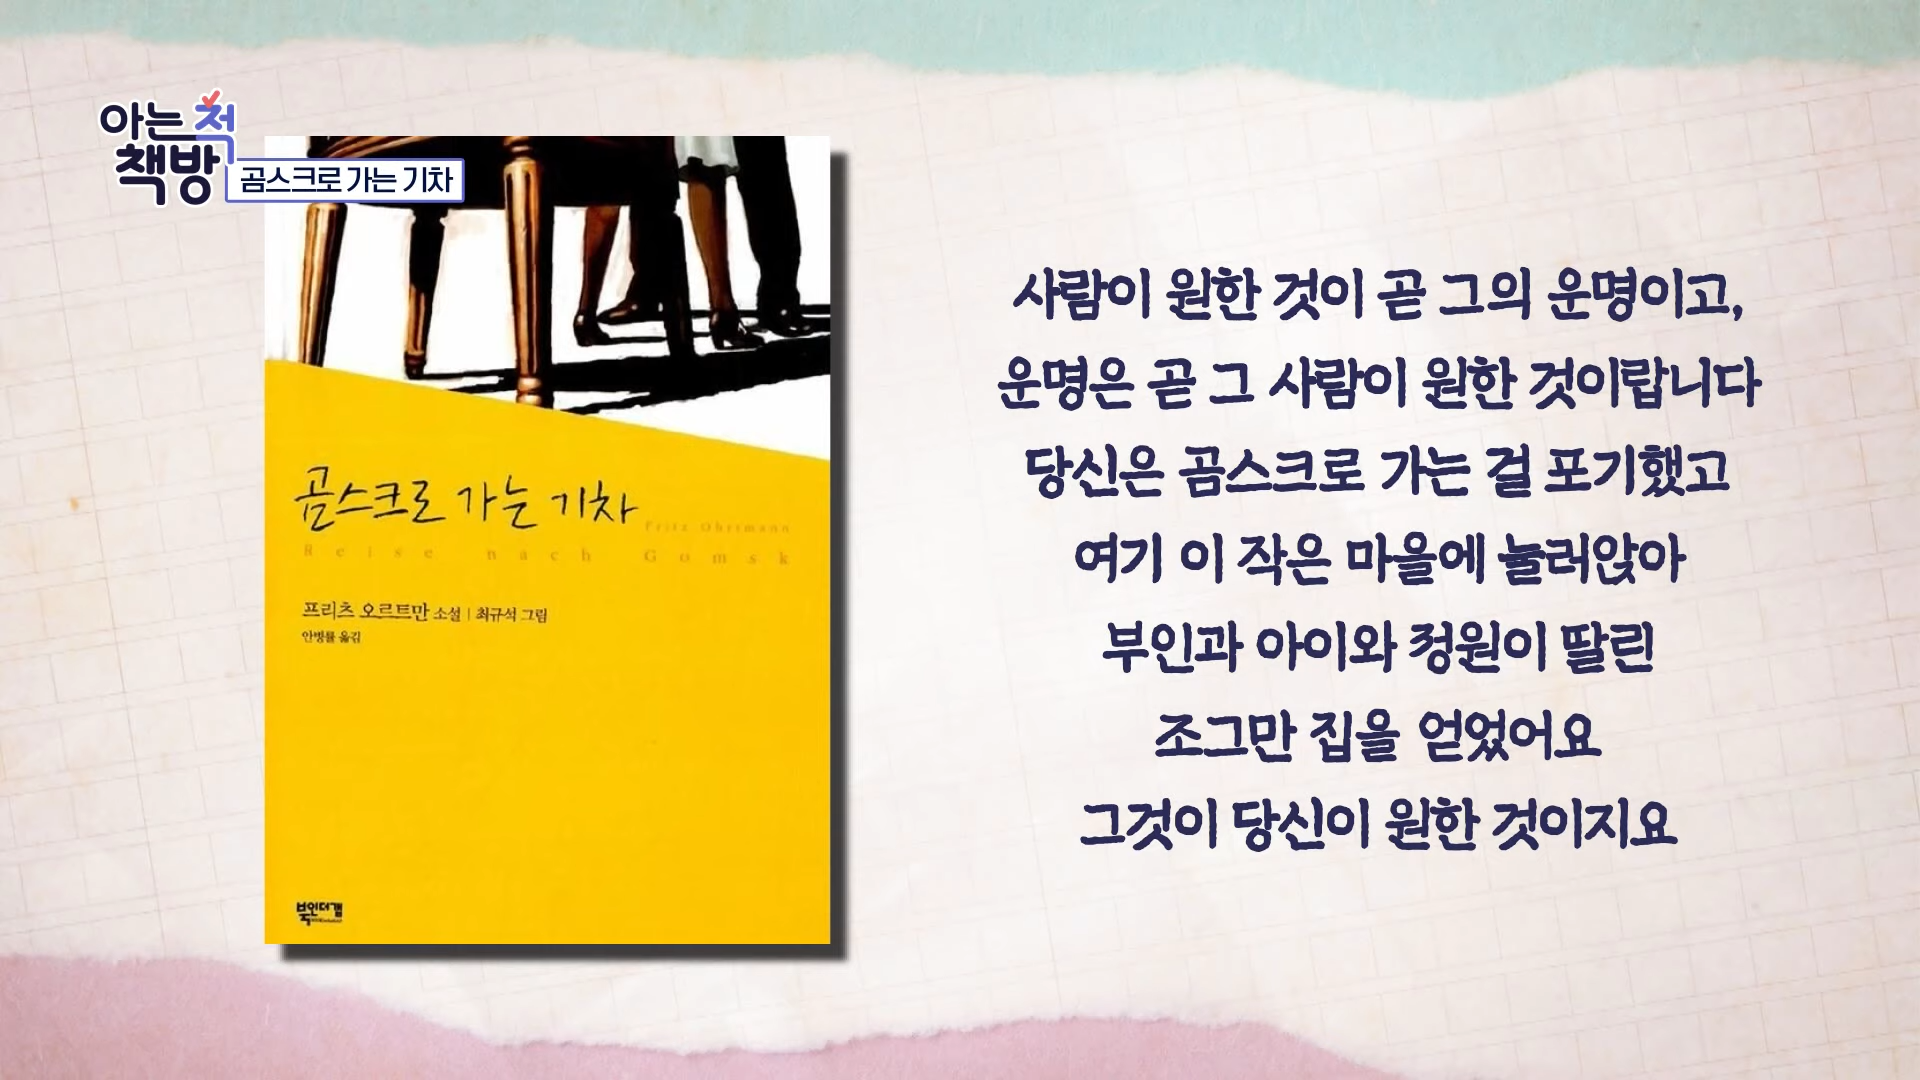 아는 척
책방
곰스크로 가는 기차
곰스크로 가는 기차
Fritz Ohrtmann
Reise nach Gomsk
프리츠 오르트만 소설 | 최규석 그림
안병률 옮김
북인더갭
사람이 원한 것이 곧 그의 운명이고,
운명은 곧 그 사람이 원한 것이랍니다
당신은 곰스크로 가는 걸 포기했고
여기 이 작은 마을에 눌러앉아
부인과 아이와 정원이 딸린
조그만 집을 얻었어요
그것이 당신이 원한 것이지요